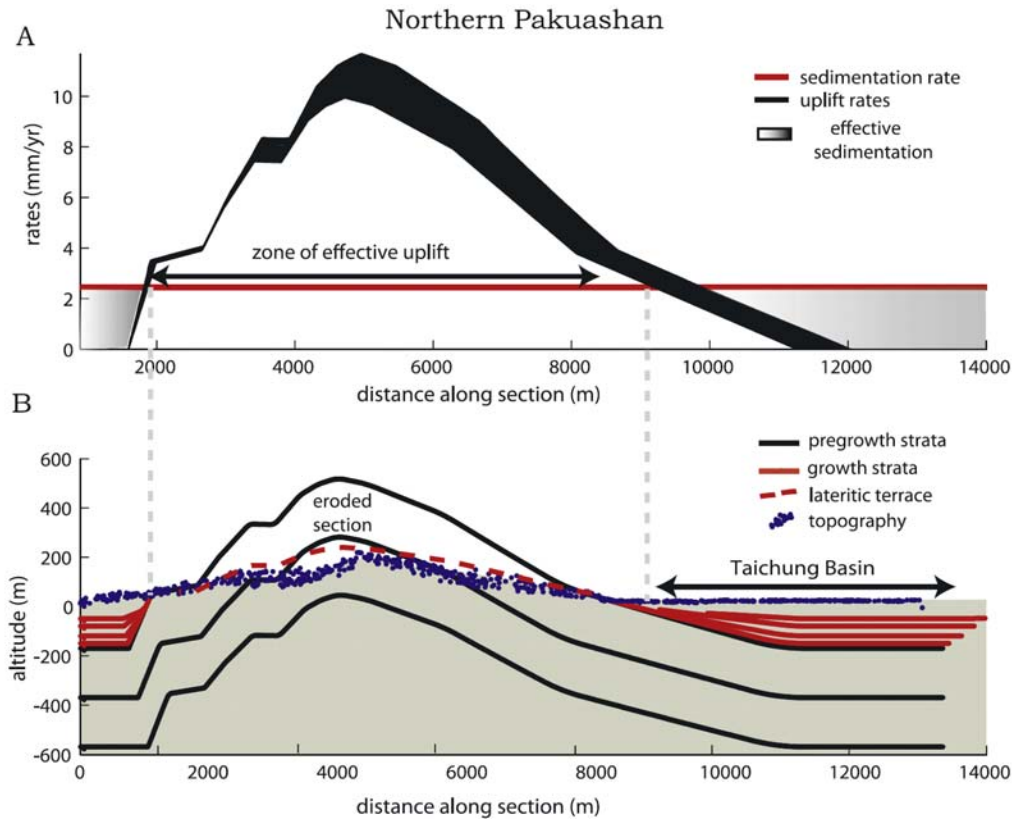 Northern Pakuashan
A
sedimentation rate
uplift rates
effective
sedimentation
10
8
6
4
2
0
rates (mm/yr)
zone of effective uplift
2000
4000
6000
8000
10000
12000
14000
distance along section (m)
B
pregrowth strata
growth strata
lateritic terrace
topography
600
400
200
0
-200
-400
-600
altitude (m)
eroded
section
Taichung Basin
0
2000
4000
6000
8000
10000
12000
14000
distance along section (m)